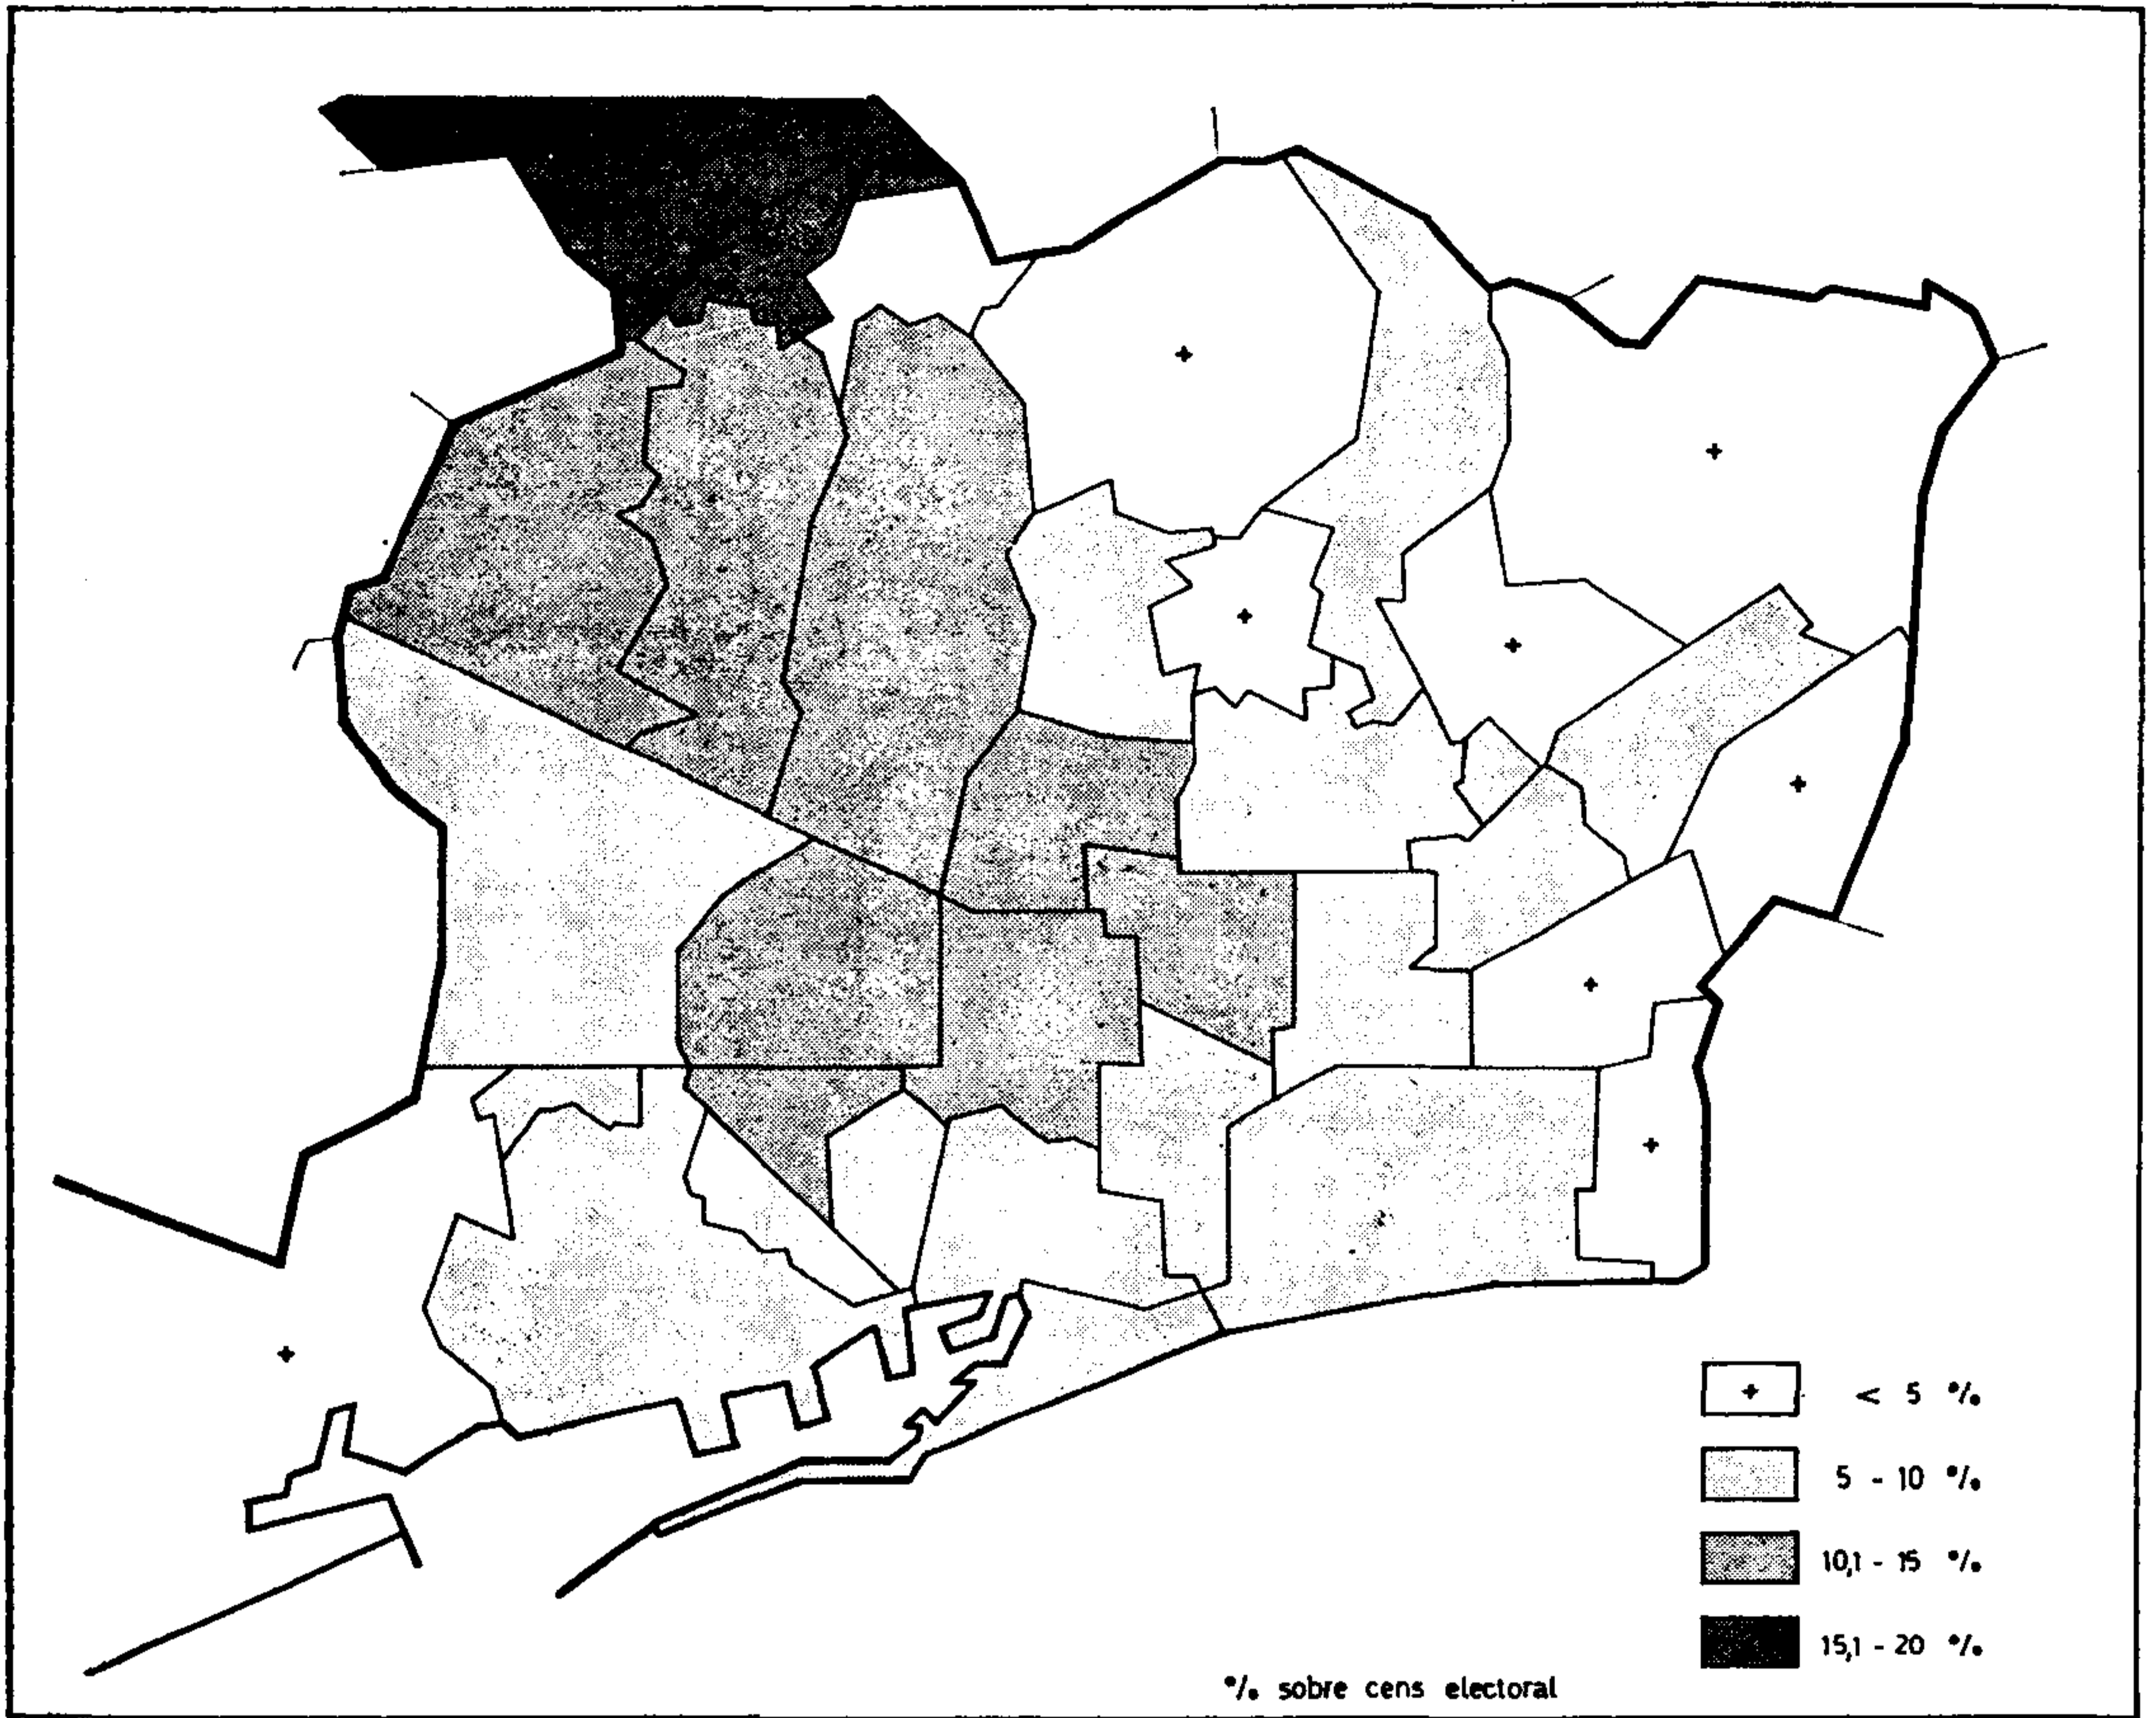 < 5 %
5 - 10 %
10,1 - 15 %
15,1 - 20 %
% sobre cens electoral